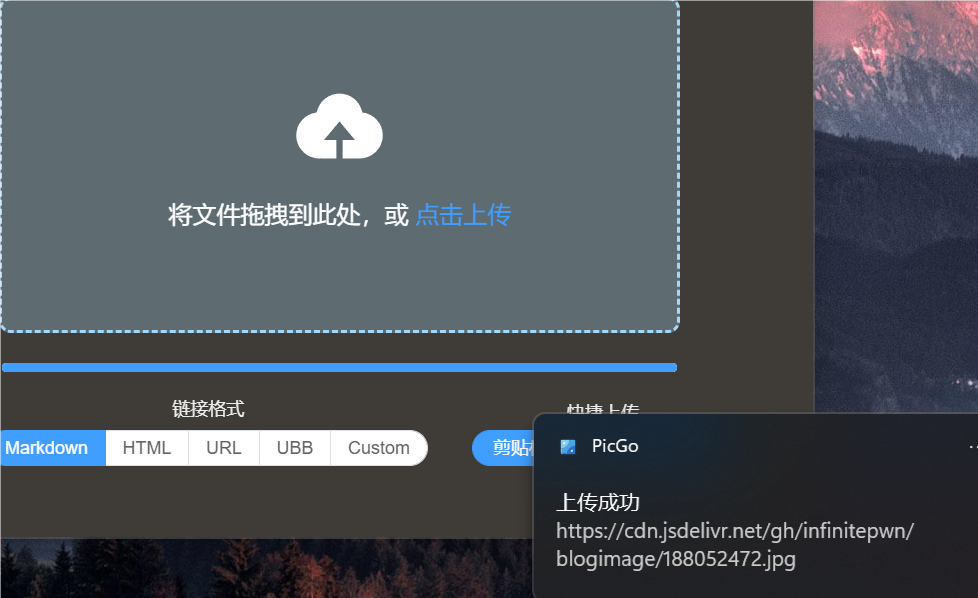 将文件拖拽到此处，或 点击上传
链接格式
快捷上传
Markdown HTML URL UBB Custom
剪贴
PicGo
上传成功
https://cdn.jsdelivr.net/gh/infinitepwn/
blogimage/188052472.jpg